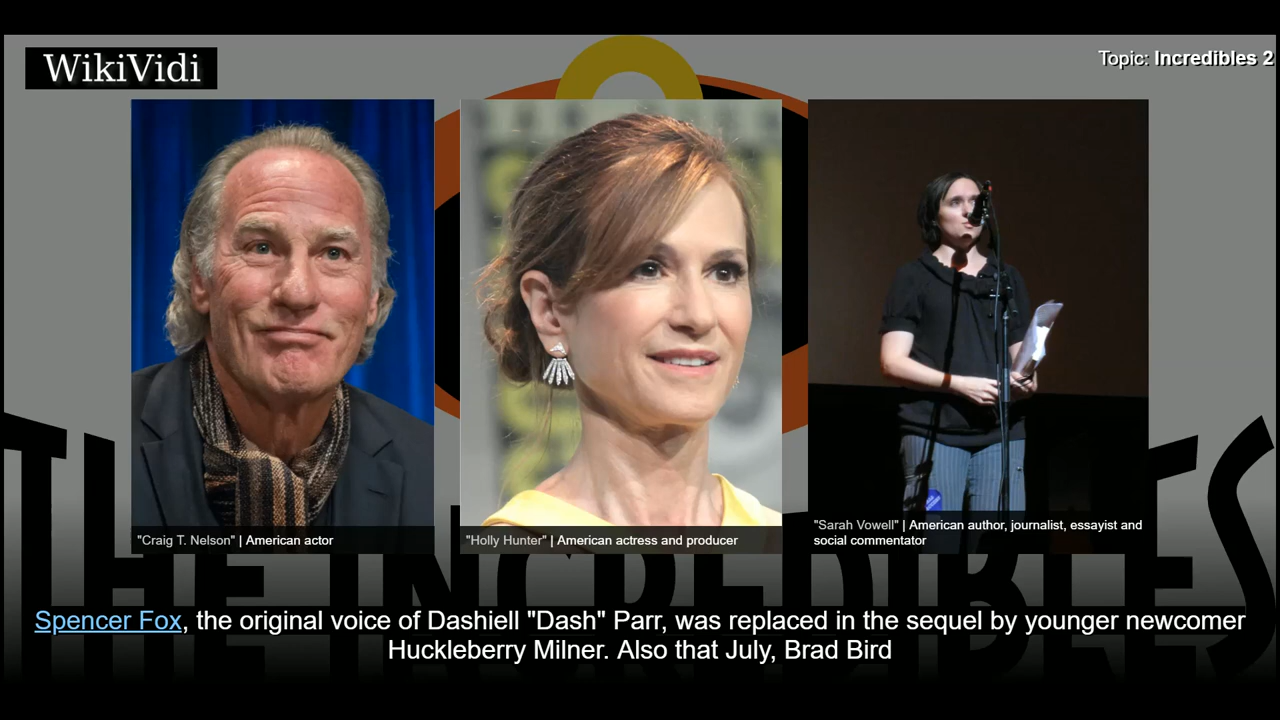 WikiVidi
Topic: Incredibles 2
"Craig T. Nelson" | American actor
"Holly Hunter" | American actress and producer
"Sarah Vowell" | American author, journalist, essayist and
social commentator
THE INCREDIBLES
Spencer Fox, the original voice of Dashiell "Dash" Parr, was replaced in the sequel by younger newcomer
Huckleberry Milner. Also that July, Brad Bird